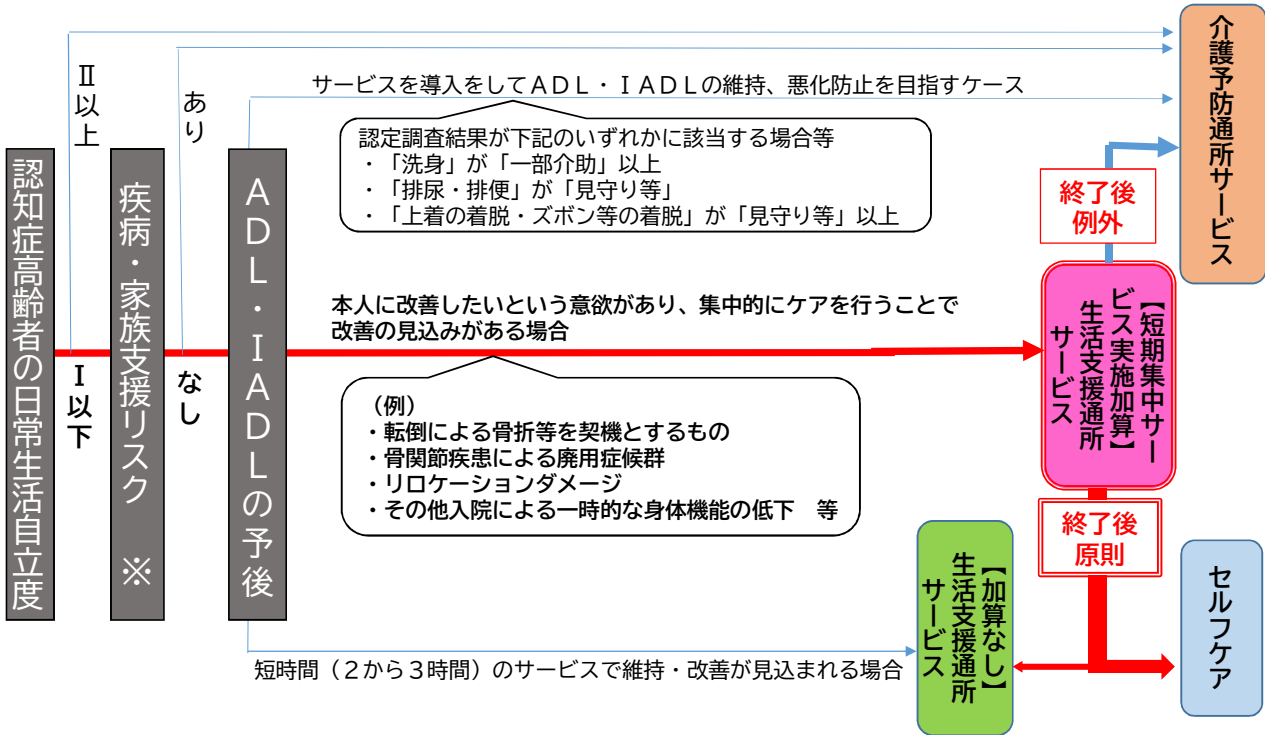 Ⅱ以上
あり
サービスを導入をしてＡＤＬ・ＩＡＤＬの維持、悪化防止を目指すケース
認定調査結果が下記のいずれかに該当する場合等
・「洗身」が「一部介助」以上
・「排尿・排便」が「見守り等」
・「上着の着脱・ズボン等の着脱」が「見守り等」以上
認知症高齢者の日常生活自立度
Ⅰ以下
疾病・家族支援リスク　※
なし
ＡＤＬ・ＩＡＤＬの予後
本人に改善したいという意欲があり、集中的にケアを行うことで
改善の見込みがある場合
（例）
・転倒による骨折等を契機とするもの
・骨関節疾患による廃用症候群
・リロケーションダメージ
・その他入院による一時的な身体機能の低下　等
短時間（２から３時間）のサービスで維持・改善が見込まれる場合
介護予防通所サービス
終了後
例外
【短期集中サー
ビス実施加算】
生活支援通所
サービス
終了後
原則
【加算なし】
生活支援通所
サービス
セルフケア